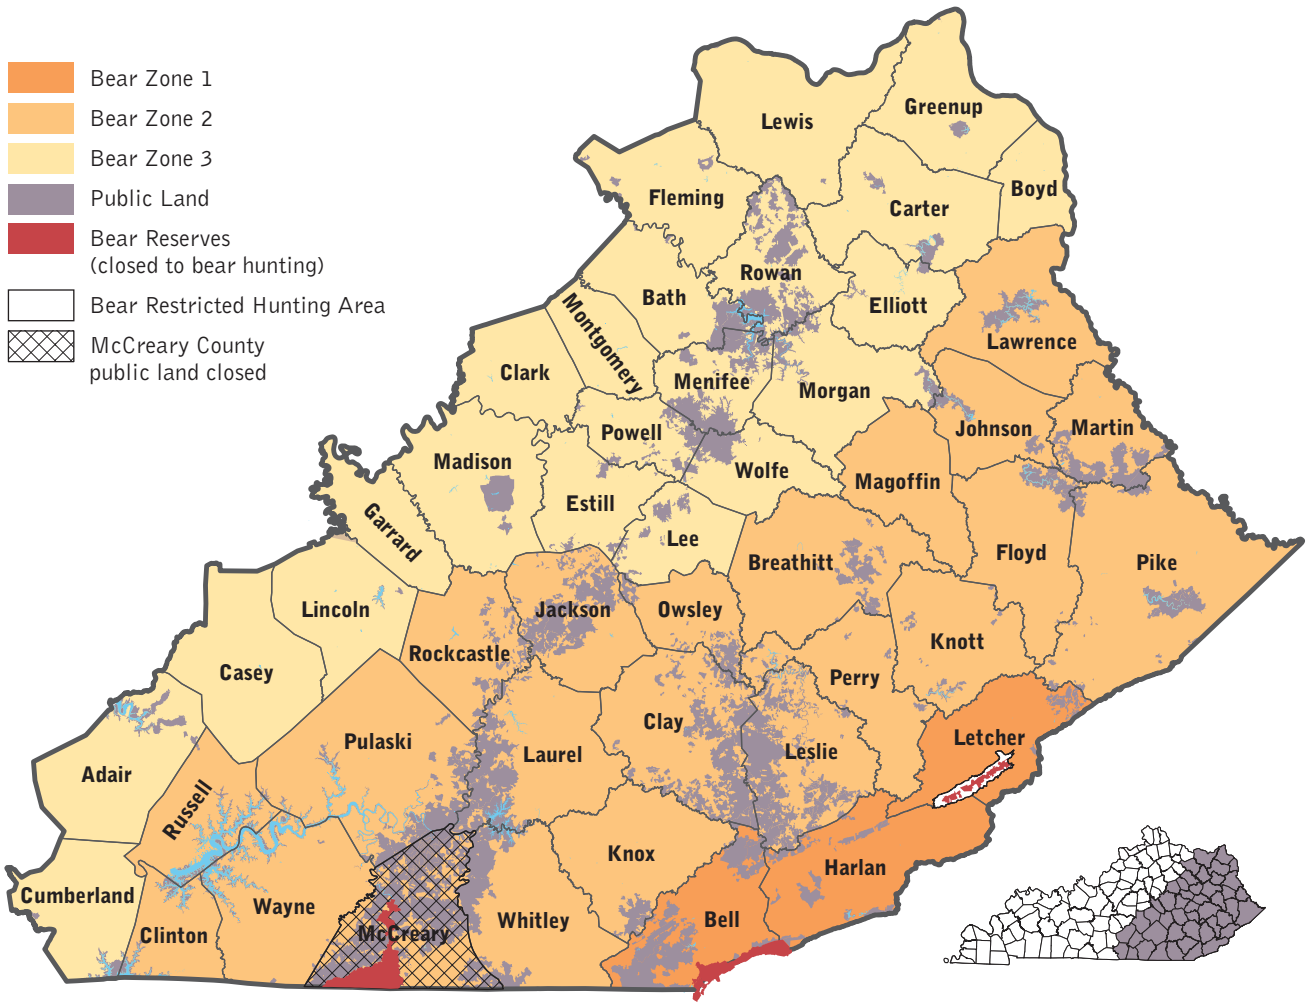 Bear Zone 1
Bear Zone 2
Bear Zone 3
Public Land
Bear Reserves
(closed to bear hunting)
Bear Restricted Hunting Area
McCreary County
public land closed
Lewis
Greenup
Boyd
Fleming
Carter
Rowan
Bath
Elliott
Montgomery
Lawrence
Clark
Menifee
Morgan
Johnson
Martin
Powell
Madison
Wolfe
Magoffin
Estill
Garrard
Lee
Floyd
Breathitt
Pike
Lincoln
Jackson
Owsley
Knott
Rockcastle
Casey
Perry
Clay
Letcher
Pulaski
Laurel
Leslie
Adair
Russell
Knox
Harlan
Cumberland
Wayne
Whitley
Bell
Clinton
McCreary